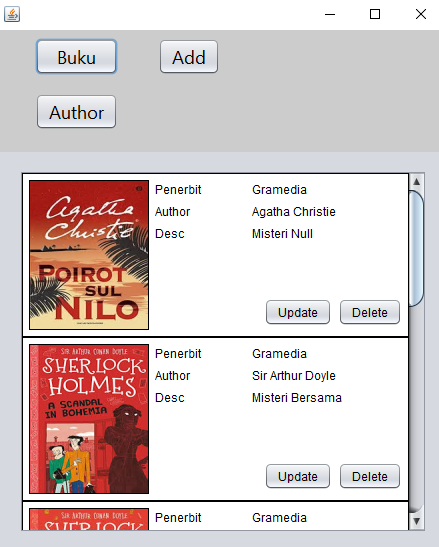 Buku
Add
Author
Agatha
Christie
POIROT
SUL
NILO
Penerbit Gramedia
Author Agatha Christie
Desc Misteri Null
Update Delete
SIR ARTHUR CONAN DOYLE
SHERLOCK
HOLMES
A SCANDAL
IN BOHEMIA
Penerbit Gramedia
Author Sir Arthur Doyle
Desc Misteri Bersama
Update Delete
SIR ARTHUR CONAN DOYLE
Penerbit Gramedia